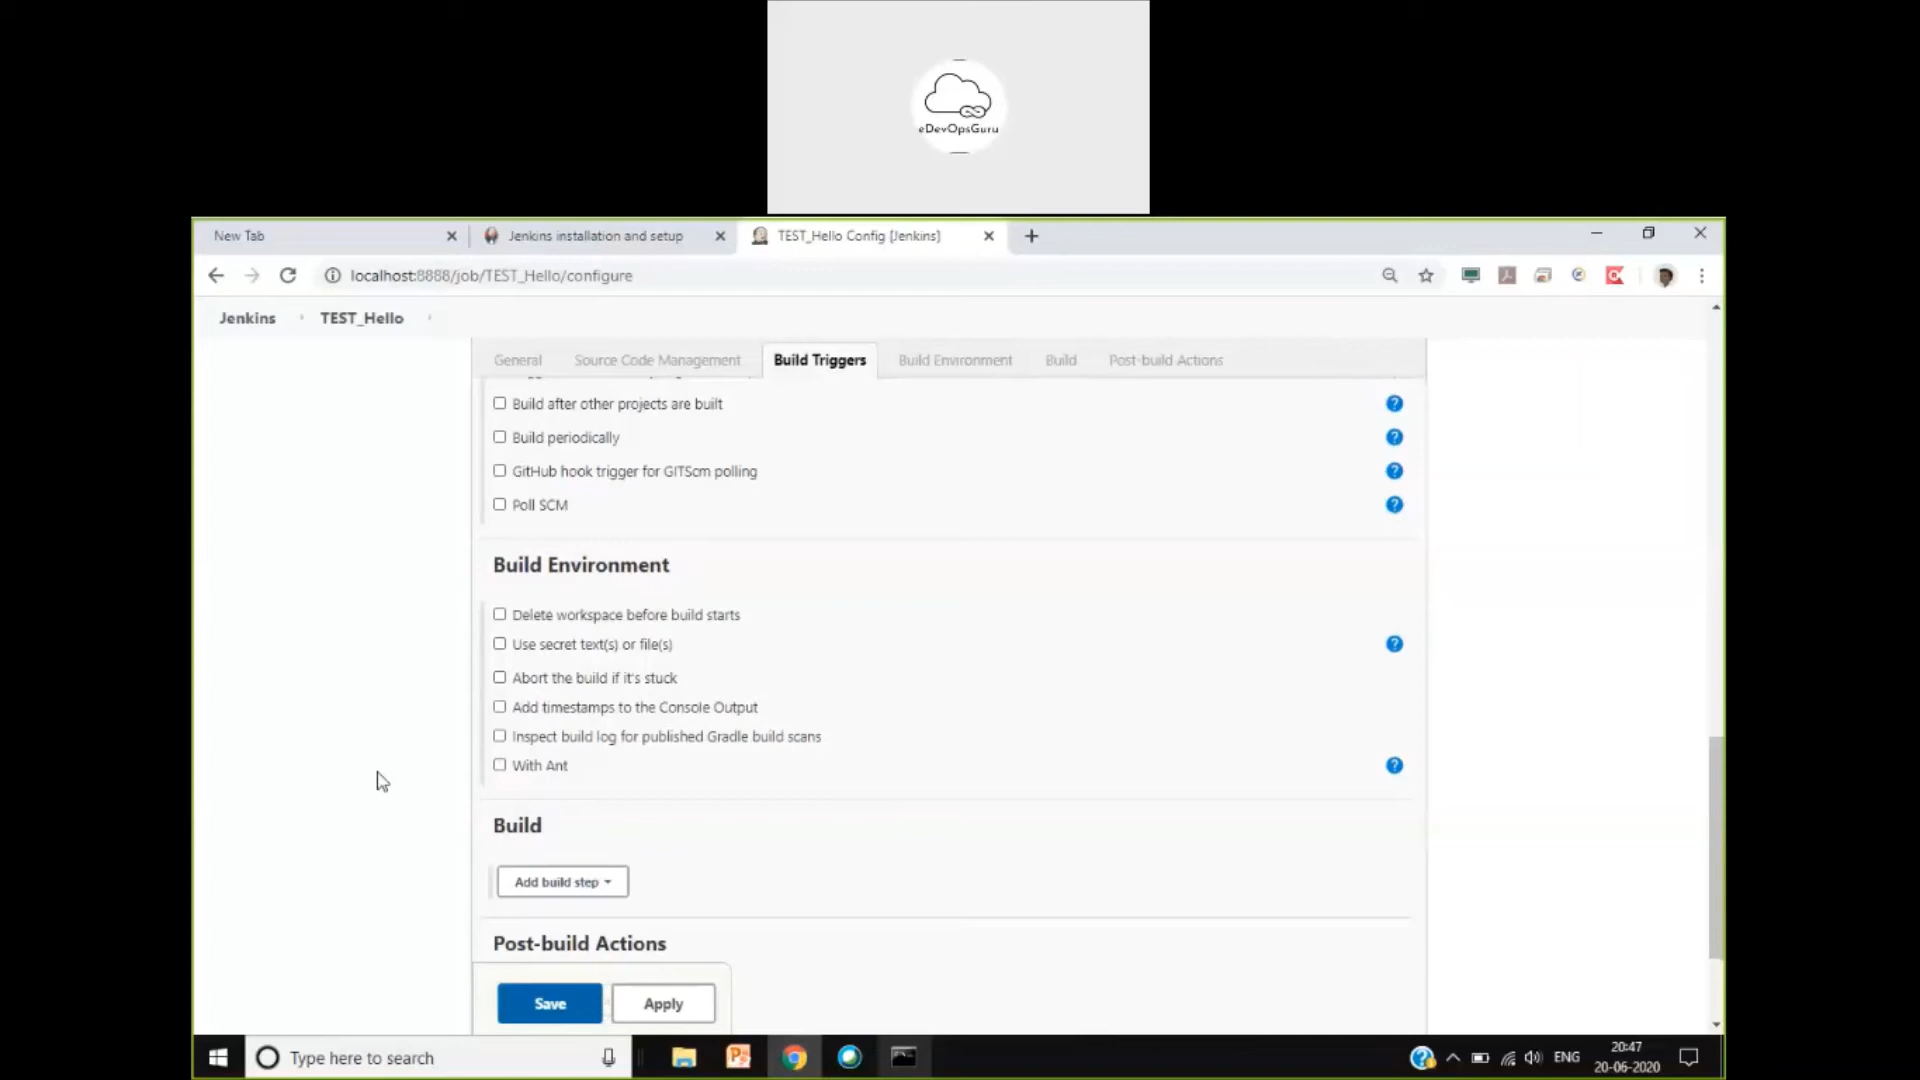 eDevOpsGuru
New Tab
Jenkins installation and setup
TEST_Hello Config [Jenkins]
localhost:8888/job/TEST_Hello/configure
Jenkins
TEST_Hello
General
Source Code Management
Build Triggers
Build Environment
Build
Post-build Actions
Build after other projects are built
Build periodically
GitHub hook trigger for GITScm polling
Poll SCM
Build Environment
Delete workspace before build starts
Use secret text(s) or file(s)
Abort the build if it's stuck
Add timestamps to the Console Output
Inspect build log for published Gradle build scans
With Ant
Build
Add build step
Post-build Actions
Save
Apply
Type here to search
ENG
20:47
20-06-2020